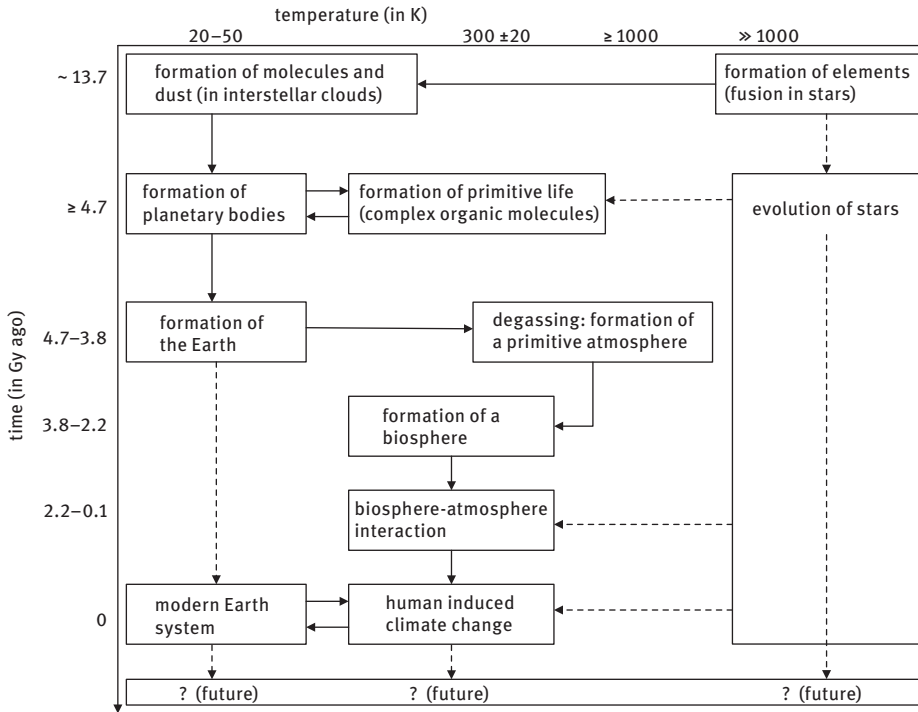 temperature (in K)
20–50 300 ±20 ≥ 1000 ≫ 1000
~ 13.7
formation of molecules and
dust (in interstellar clouds)
formation of elements
(fusion in stars)
≥ 4.7
formation of
planetary bodies
formation of primitive life
(complex organic molecules)
evolution of stars
time (in Gy ago)
4.7–3.8
formation of
the Earth
degassing: formation of
a primitive atmosphere
3.8–2.2
formation of a
biosphere
2.2–0.1
biosphere-atmosphere
interaction
0
modern Earth
system
human induced
climate change
? (future) ? (future) ? (future)